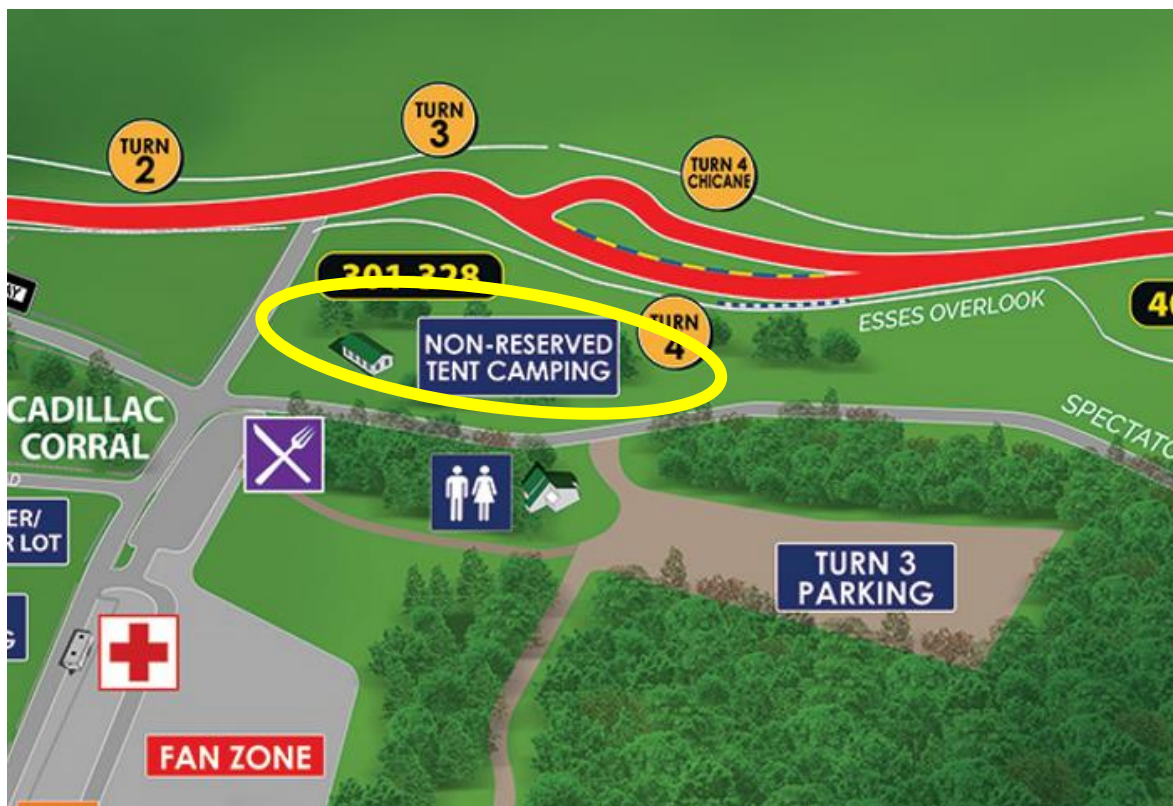 TURN
2
TURN
3
TURN 4
CHICANE
301-328
TURN
4
NON-RESERVED
TENT CAMPING
ESSES OVERLOOK
CADILLAC
CORRAL
TURN 3
PARKING
FAN ZONE